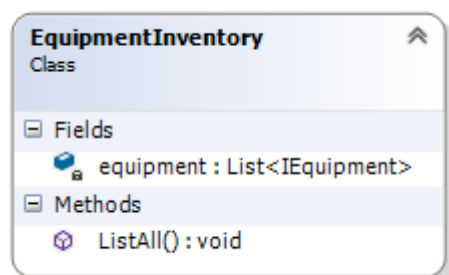 EquipmentInventory
Class
Fields
equipment : List<IEquipment>
Methods
ListAll() : void